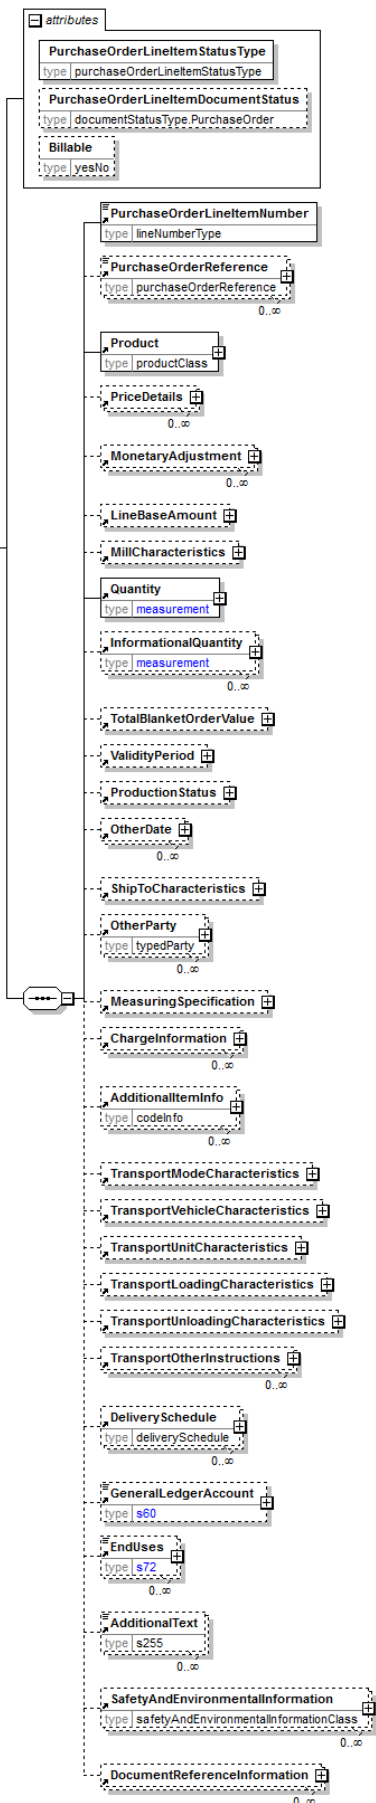 attributes
PurchaseOrderLineItemStatusType
type purchaseOrderLineItemStatusType
PurchaseOrderLineItemDocumentStatus
type documentStatusType.PurchaseOrder
Billable
type yesNo
PurchaseOrderLineItemNumber
type lineNumberType
PurchaseOrderReference
type purchaseOrderReference
0..∞
Product
type productClass
PriceDetails
0..∞
MonetaryAdjustment
0..∞
LineBaseAmount
MillCharacteristics
Quantity
type measurement
InformationalQuantity
type measurement
0..∞
TotalBlanketOrderValue
ValidityPeriod
ProductionStatus
OtherDate
0..∞
ShipToCharacteristics
OtherParty
type typedParty
0..∞
MeasuringSpecification
ChargeInformation
0..∞
AdditionalItemInfo
type codeInfo
0..∞
TransportModeCharacteristics
TransportVehicleCharacteristics
TransportUnitCharacteristics
TransportLoadingCharacteristics
TransportUnloadingCharacteristics
TransportOtherInstructions
0..∞
DeliverySchedule
type deliverySchedule
0..∞
GeneralLedgerAccount
type s60
EndUses
type s72
0..∞
AdditionalText
type s255
0..∞
SafetyAndEnvironmentalInformation
type safetyAndEnvironmentalInformationClass
0..∞
DocumentReferenceInformation
0..∞